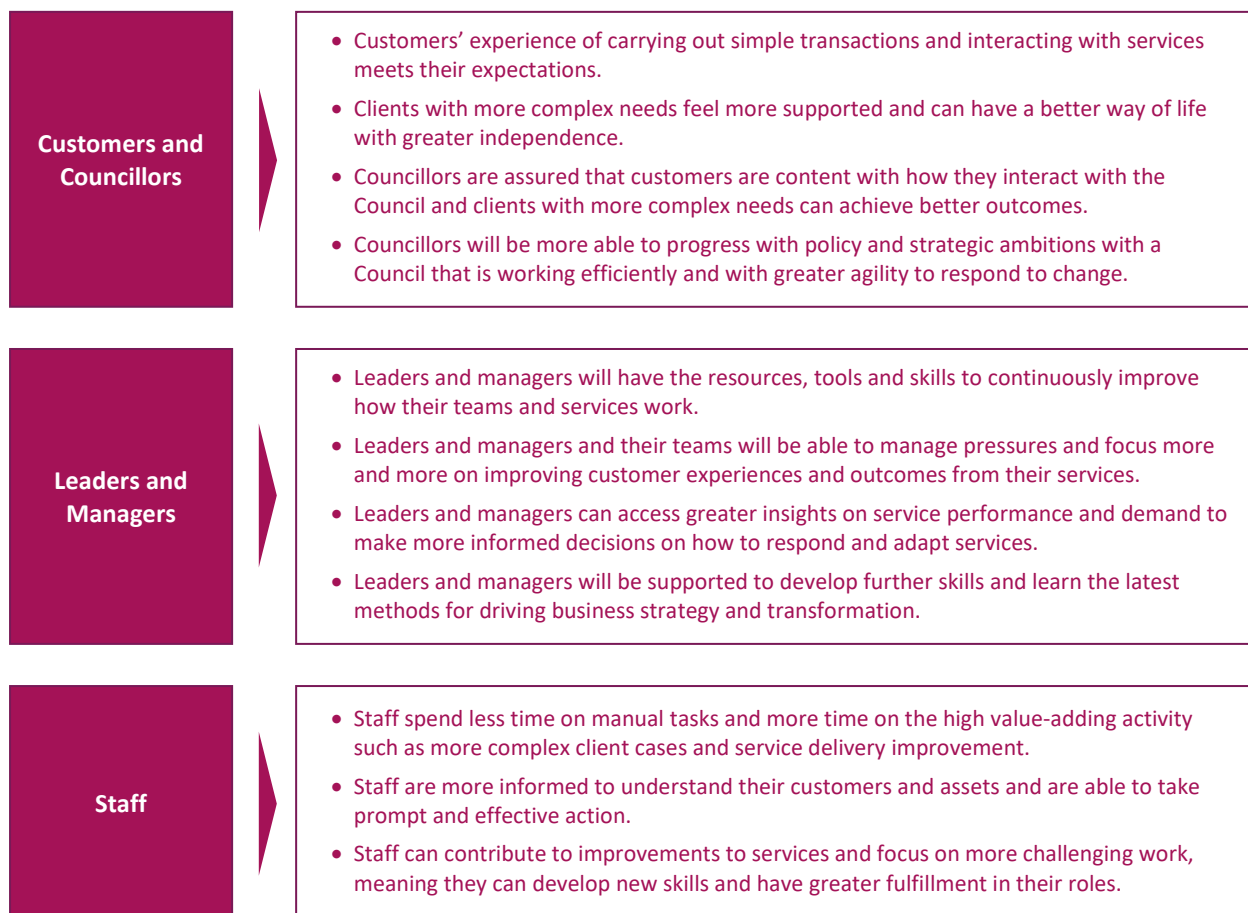 Customers and
Councillors
• Customers’ experience of carrying out simple transactions and interacting with services
meets their expectations.
• Clients with more complex needs feel more supported and can have a better way of life
with greater independence.
• Councillors are assured that customers are content with how they interact with the
Council and clients with more complex needs can achieve better outcomes.
• Councillors will be more able to progress with policy and strategic ambitions with a
Council that is working efficiently and with greater agility to respond to change.
Leaders and
Managers
• Leaders and managers will have the resources, tools and skills to continuously improve
how their teams and services work.
• Leaders and managers and their teams will be able to manage pressures and focus more
and more on improving customer experiences and outcomes from their services.
• Leaders and managers can access greater insights on service performance and demand to
make more informed decisions on how to respond and adapt services.
• Leaders and managers will be supported to develop further skills and learn the latest
methods for driving business strategy and transformation.
Staff
• Staff spend less time on manual tasks and more time on the high value-adding activity
such as more complex client cases and service delivery improvement.
• Staff are more informed to understand their customers and assets and are able to take
prompt and effective action.
• Staff can contribute to improvements to services and focus on more challenging work,
meaning they can develop new skills and have greater fulfillment in their roles.